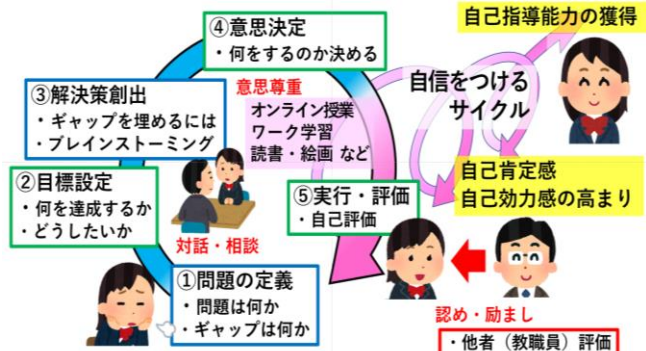 ④意思決定
・何をするのか決める
自己指導能力の獲得
③解決策創出
・ギャップを埋めるには
・ブレインストーミング
意思尊重
オンライン授業
ワーク学習
読書・絵画 など
自信をつける
サイクル
②目標設定
・何を達成するか
・どうしたいか
対話・相談
⑤実行・評価
・自己評価
自己肯定感
自己効力感の高まり
①問題の定義
・問題は何か
・ギャップは何か
認め・励まし
・他者（教職員）評価